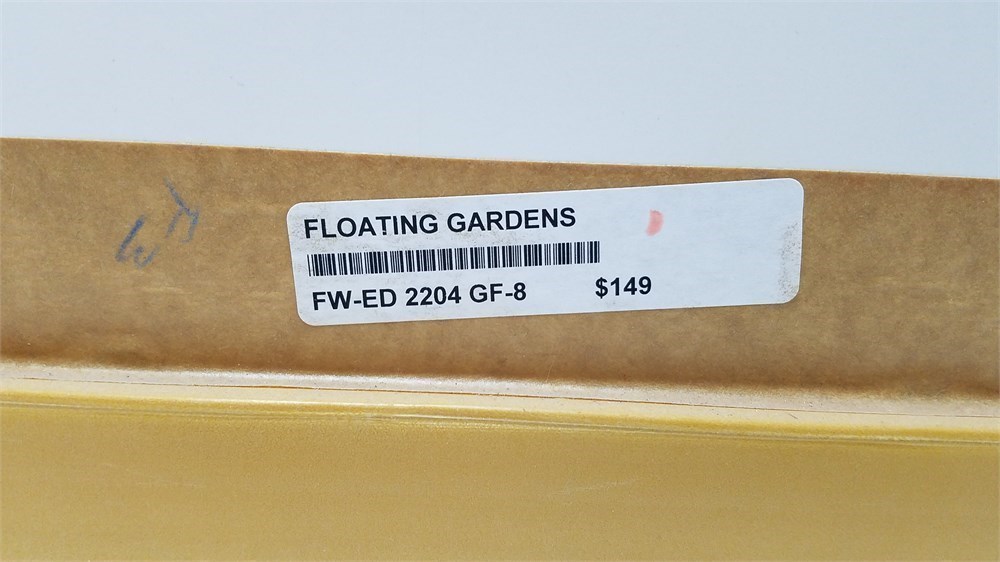 FLOATING GARDENS
FW-ED 2204 GF-8 $149